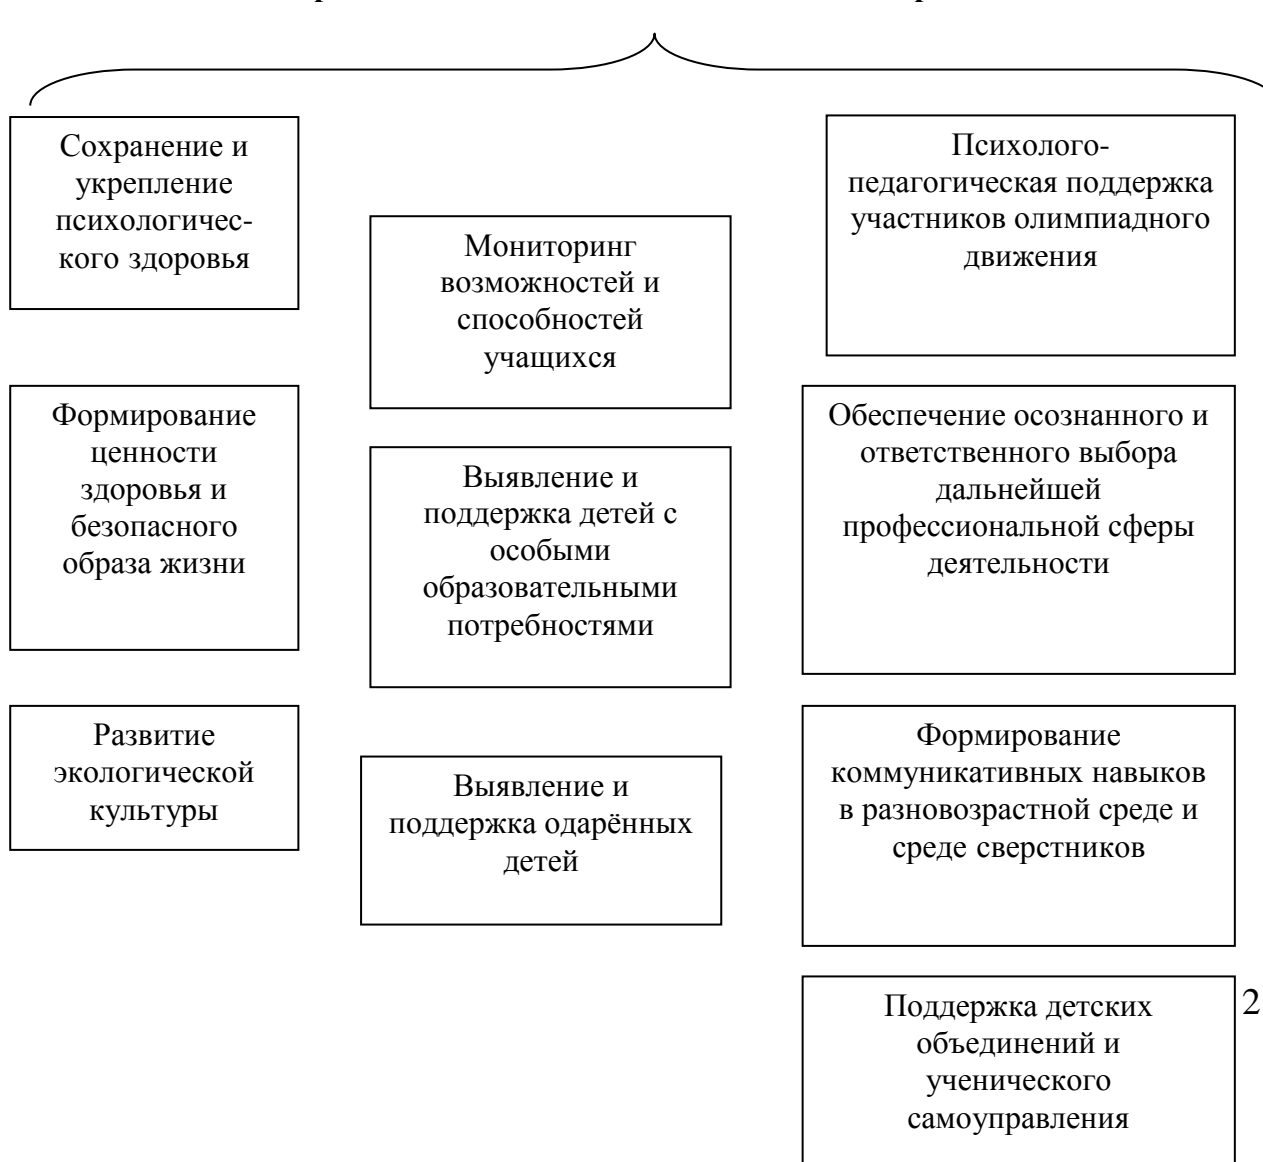 Сохранение и
укрепление
психологичес-
кого здоровья
Формирование
ценности
здоровья и
безопасного
образа жизни
Развитие
экологической
культуры
Мониторинг
возможностей и
способностей
учащихся
Выявление и
поддержка детей с
особыми
образовательными
потребностями
Выявление и
поддержка одарённых
детей
Психолого-
педагогическая поддержка
участников олимпиадного
движения
Обеспечение осознанного и
ответственного выбора
дальнейшей
профессиональной сферы
деятельности
Формирование
коммуникативных навыков
в разновозрастной среде и
среде сверстников
Поддержка детских
объединений и
ученического
самоуправления
2